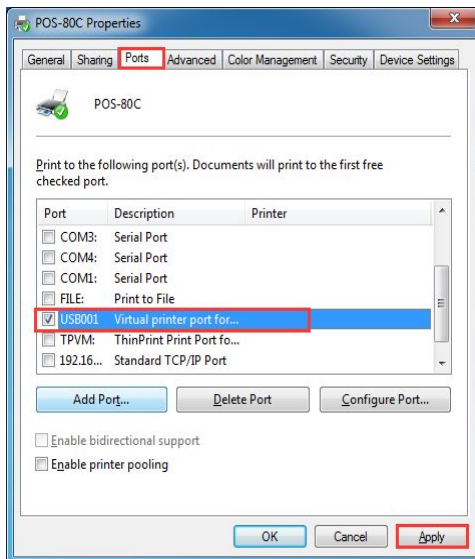 POS-80C Properties
General Sharing Ports Advanced Color Management Security Device Settings
POS-80C
Print to the following port(s). Documents will print to the first free
checked port.
Port Description Printer
COM3: Serial Port
COM4: Serial Port
COM1: Serial Port
FILE: Print to File
USB001 Virtual printer port for...
TPVM: ThinPrint Print Port fo...
192.16... Standard TCP/IP Port
Add Port... Delete Port Configure Port...
Enable bidirectional support
Enable printer pooling
OK Cancel Apply